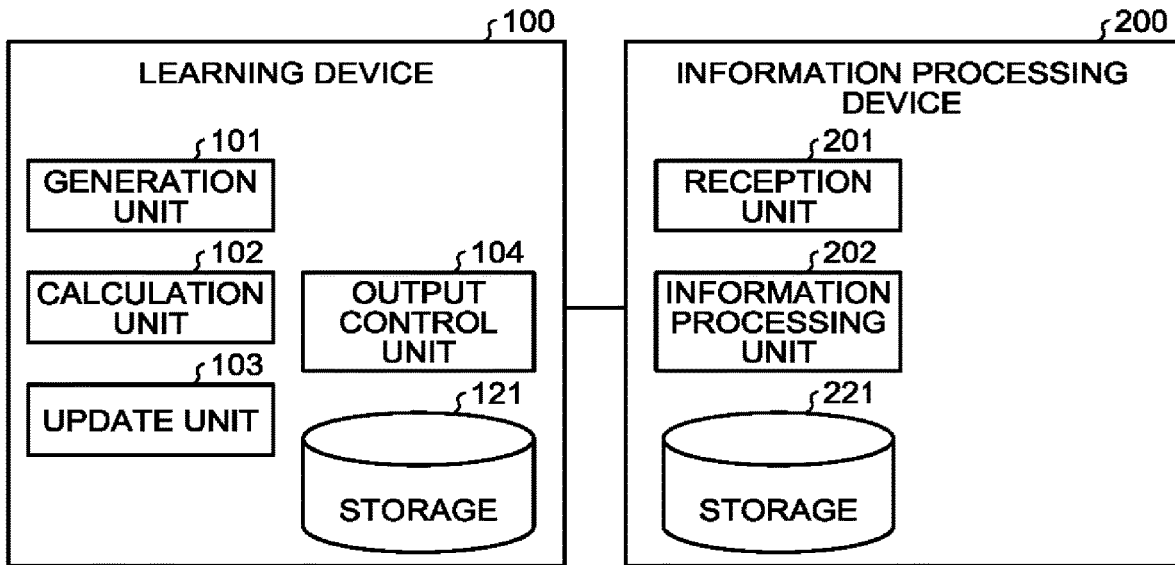 100
LEARNING DEVICE
101
GENERATION
UNIT
102
CALCULATION
UNIT
103
UPDATE UNIT
104
OUTPUT
CONTROL
UNIT
121
STORAGE
200
INFORMATION PROCESSING
DEVICE
201
RECEPTION
UNIT
202
INFORMATION
PROCESSING
UNIT
221
STORAGE